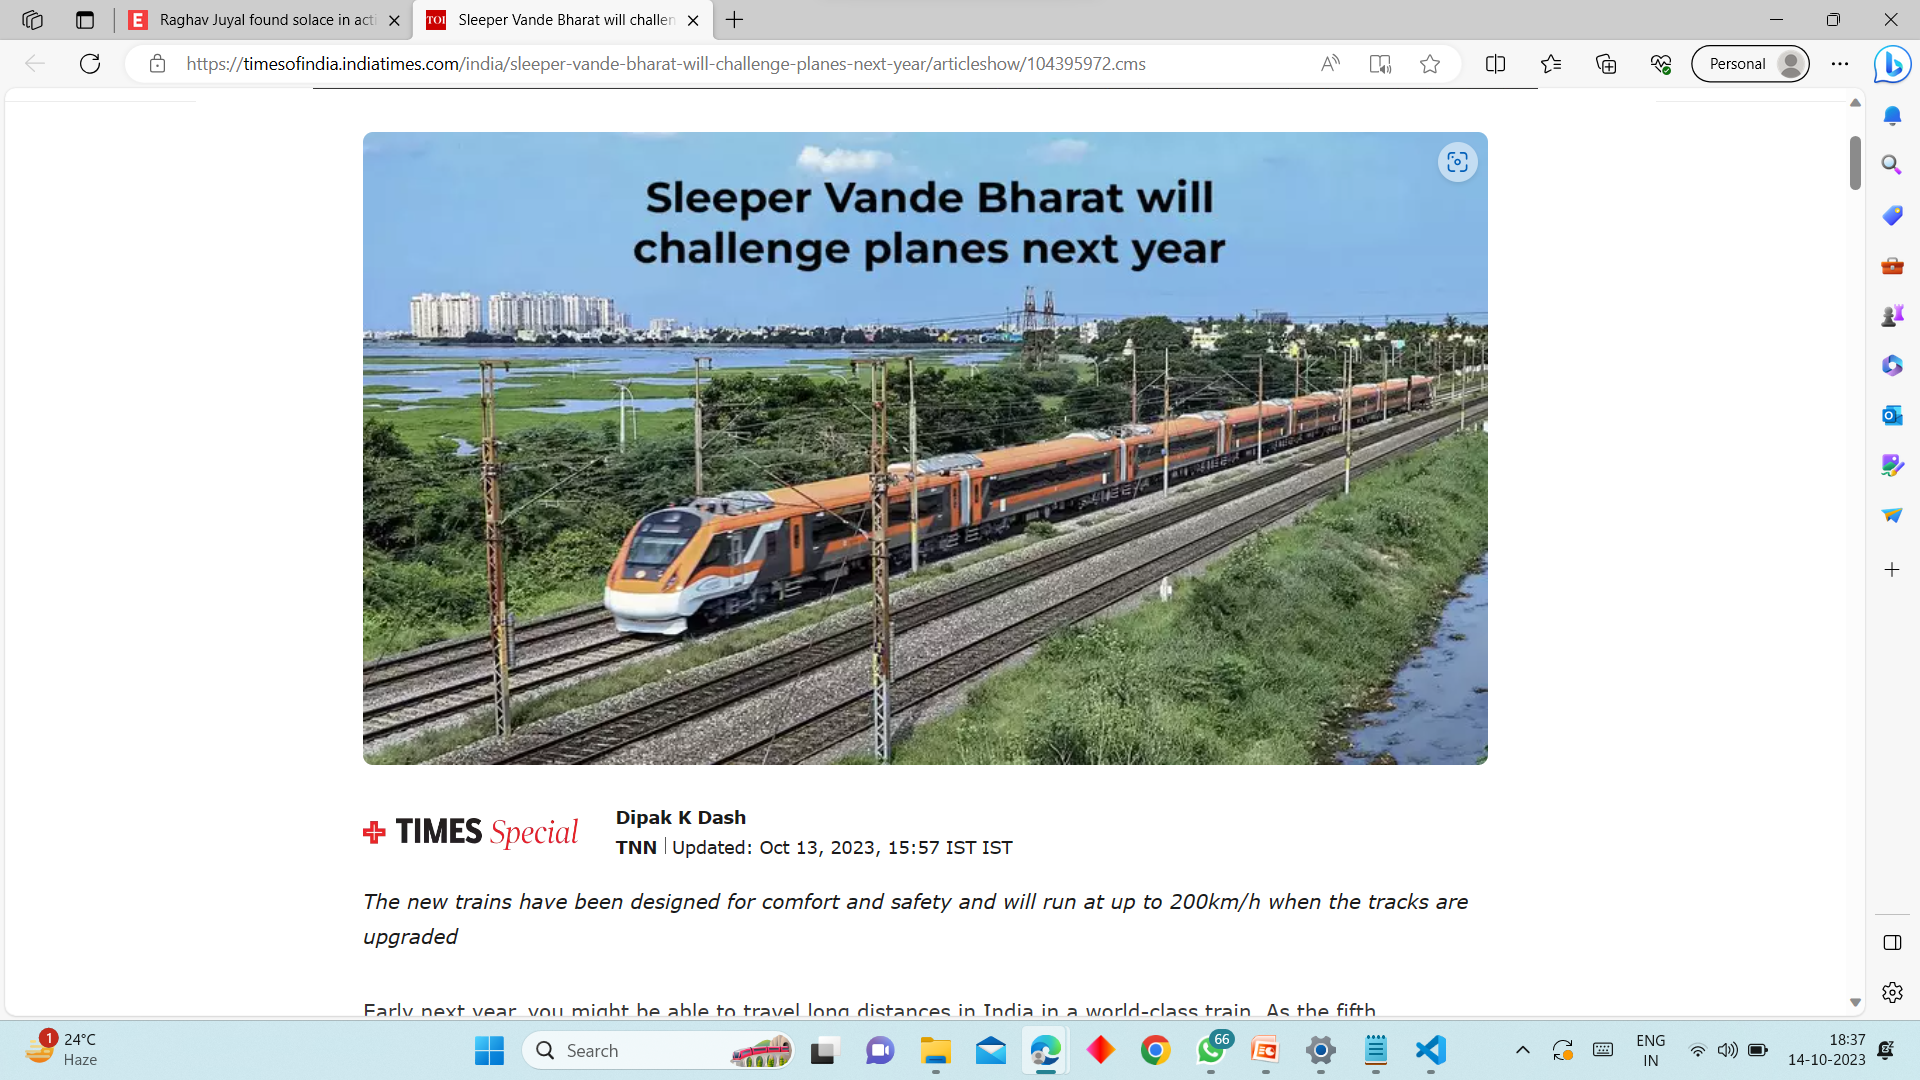 Raghav Juyal found solace in acti
Sleeper Vande Bharat will challen
https://timesofindia.indiatimes.com/india/sleeper-vande-bharat-will-challenge-planes-next-year/articleshow/104395972.cms
Personal
Sleeper Vande Bharat will
challenge planes next year
TIMES Special
Dipak K Dash
TNN | Updated: Oct 13, 2023, 15:57 IST IST
The new trains have been designed for comfort and safety and will run at up to 200km/h when the tracks are
upgraded
Early next year, you might be able to travel long distances in India in a world-class train. As the fifth
1
24°C
Haze
Search
66
ENG
IN
18:37
14-10-2023